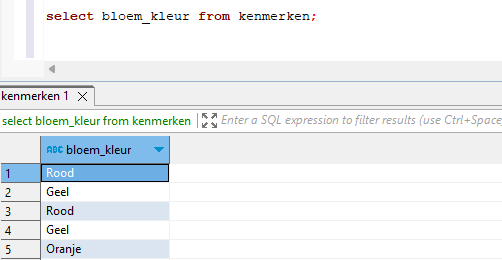 select bloem_kleur from kenmerken;
kenmerken 1
select bloem_kleur from kenmerken Enter a SQL expression to filter results (use Ctrl+Space
ABC bloem_kleur
1 Rood
2 Geel
3 Rood
4 Geel
5 Oranje